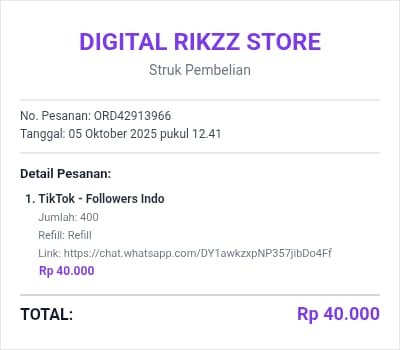 DIGITAL RIKZZ STORE
Struk Pembelian
No. Pesanan: ORD42913966
Tanggal: 05 Oktober 2025 pukul 12.41
Detail Pesanan:
1. TikTok - Followers Indo
Jumlah: 400
Refill: Refill
Link: https://chat.whatsapp.com/DY1awkzxpNP357jibDo4Ff
Rp 40.000
TOTAL: Rp 40.000